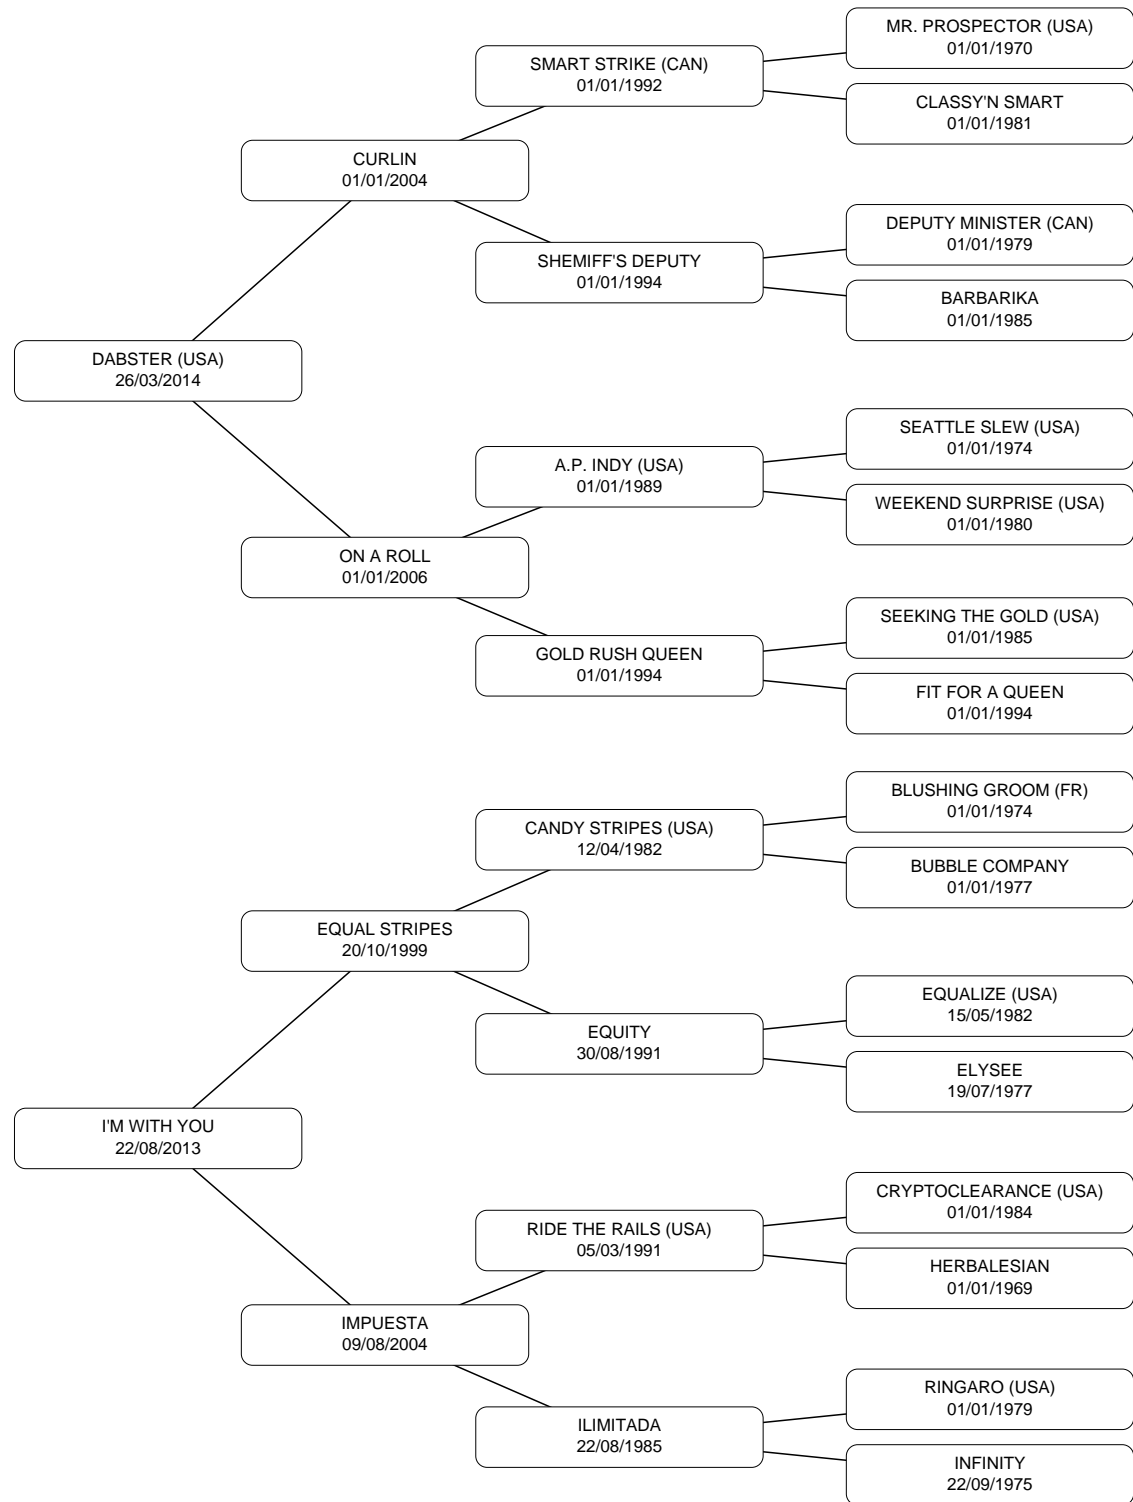 MR. PROSPECTOR (USA)
01/01/1970
SMART STRIKE (CAN)
01/01/1992
CLASSY'N SMART
01/01/1981
CURLIN
01/01/2004
DEPUTY MINISTER (CAN)
01/01/1979
SHEMIFF'S DEPUTY
01/01/1994
BARBARIKA
01/01/1985
DABSTER (USA)
26/03/2014
SEATTLE SLEW (USA)
01/01/1974
A.P. INDY (USA)
01/01/1989
WEEKEND SURPRISE (USA)
01/01/1980
ON A ROLL
01/01/2006
SEEKING THE GOLD (USA)
01/01/1985
GOLD RUSH QUEEN
01/01/1994
FIT FOR A QUEEN
01/01/1994
BLUSHING GROOM (FR)
01/01/1974
CANDY STRIPES (USA)
12/04/1982
BUBBLE COMPANY
01/01/1977
EQUAL STRIPES
20/10/1999
EQUALIZE (USA)
15/05/1982
EQUITY
30/08/1991
ELYSEE
19/07/1977
I'M WITH YOU
22/08/2013
CRYPTOCLEARANCE (USA)
01/01/1984
RIDE THE RAILS (USA)
05/03/1991
HERBALESIAN
01/01/1969
IMPUESTA
09/08/2004
RINGARO (USA)
01/01/1979
ILIMITADA
22/08/1985
INFINITY
22/09/1975